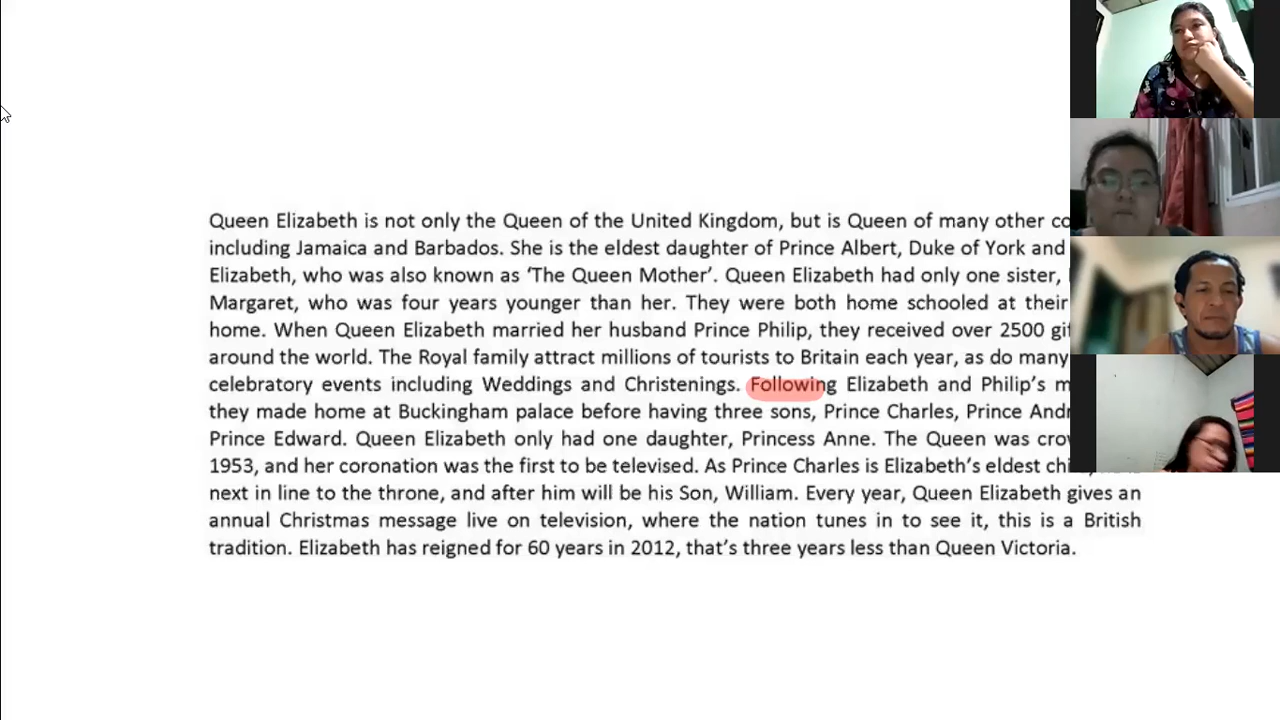 Queen Elizabeth is not only the Queen of the United Kingdom, but is Queen of many other
including Jamaica and Barbados. She is the eldest daughter of Prince Albert, Duke of York and
Elizabeth, who was also known as ‘The Queen Mother’. Queen Elizabeth had only one sister,
Margaret, who was four years younger than her. They were both home schooled at their
home. When Queen Elizabeth married her husband Prince Philip, they received over 2500
around the world. The Royal family attract millions of tourists to Britain each year, as do many
celebratory events including Weddings and Christenings. Following Elizabeth and Philip’s
they made home at Buckingham palace before having three sons, Prince Charles, Prince
Prince Edward. Queen Elizabeth only had one daughter, Princess Anne. The Queen was
1953, and her coronation was the first to be televised. As Prince Charles is Elizabeth’s eldest
next in line to the throne, and after him will be his Son, William. Every year, Queen Elizabeth gives an
annual Christmas message live on television, where the nation tunes in to see it, this is a British
tradition. Elizabeth has reigned for 60 years in 2012, that’s three years less than Queen Victoria.